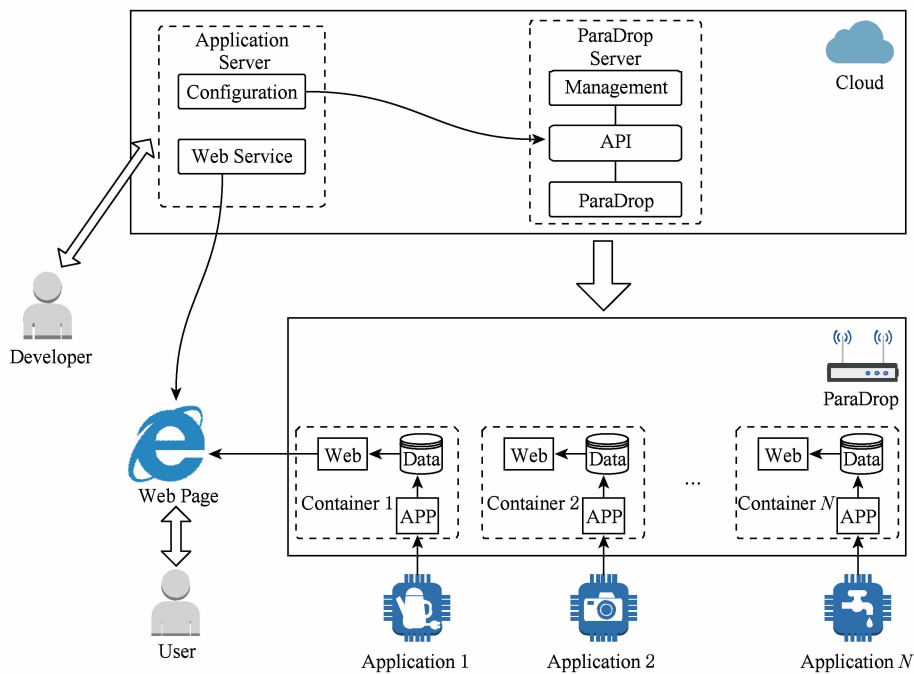 Application
Server
Configuration
Web Service
ParaDrop
Server
Management
API
ParaDrop
Cloud
Developer
ParaDrop
Web Page
User
Web
Data
Container 1
APP
Web
Data
Container 2
APP
...
Web
Data
Container N
APP
Application 1
Application 2
Application N